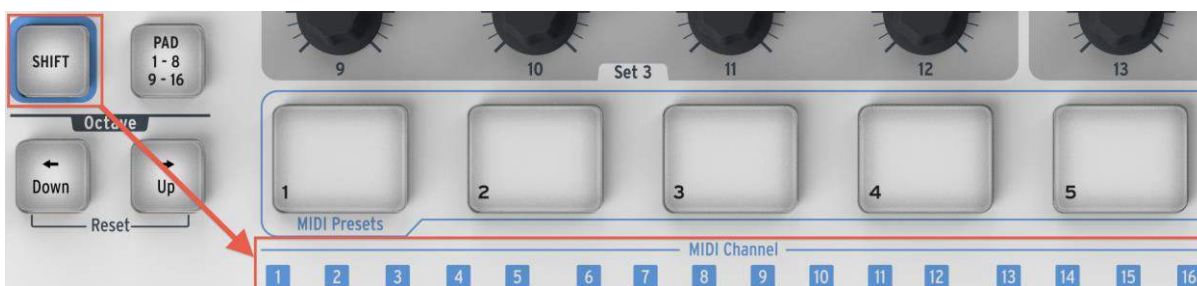 SHIFT
PAD
1 - 8
9 - 16
Octave
← Down
→ Up
Reset
9 10 Set 3 11 12 13
1 2 3 4 5
MIDI Presets
MIDI Channel
1 2 3 4 5 6 7 8 9 10 11 12 13 14 15 16